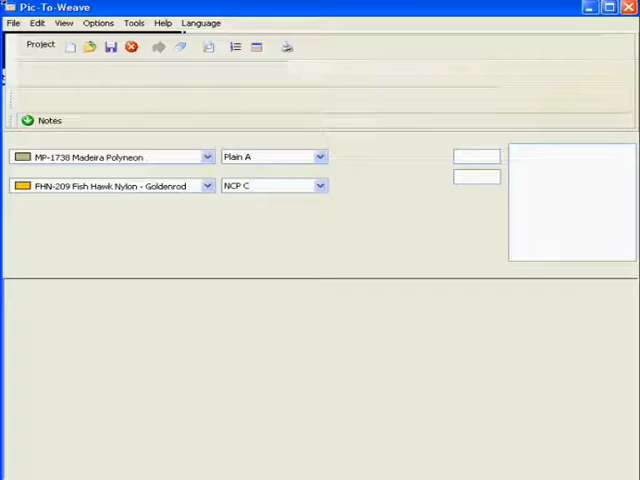 Pic-To-Weave
File Edit View Options Tools Help Language
Project
Notes
MP-1738 Madeira Polyneon Plain A
FHN-209 Fish Hawk Nylon - Goldenrod NCP C